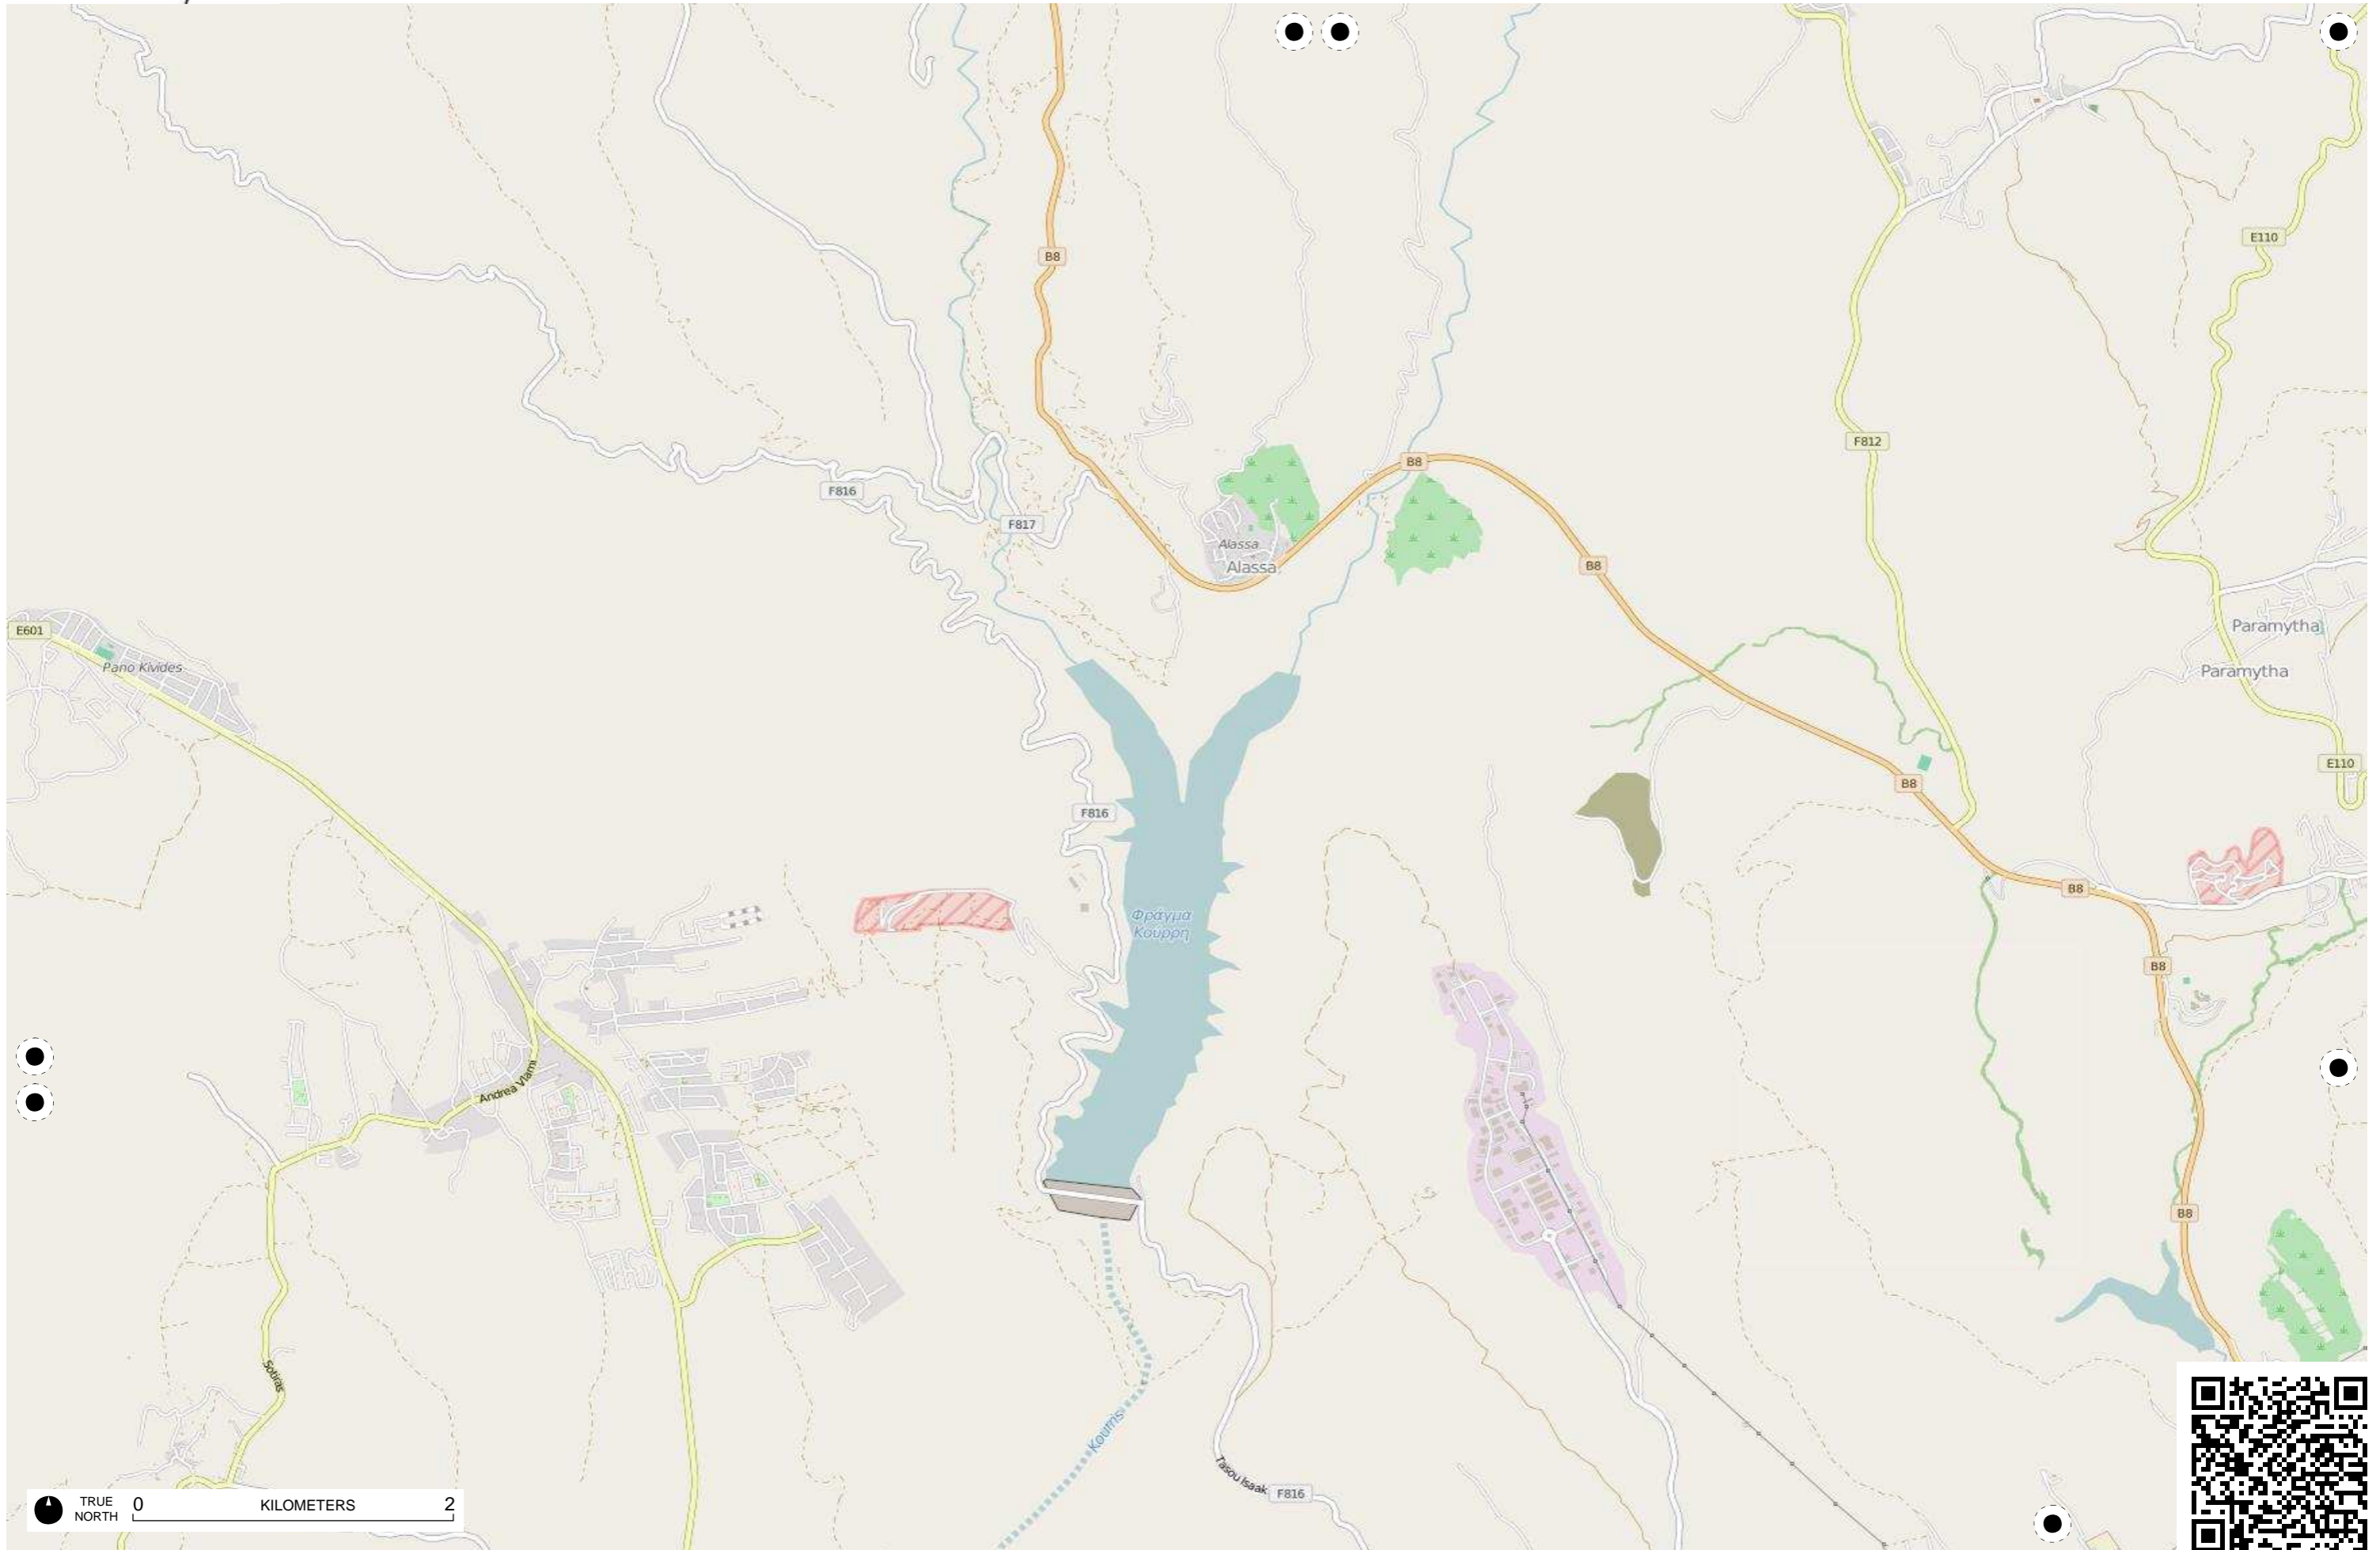 B8
E110
F812
B8
F816
F817
Alassa
Alassa
B8
E601
Paramytha
Pano Kivides
Paramytha
E110
B8
F816
B8
Φράγμα
Κούρρη
B8
Andrea Vlami
B8
Sotiras
Kourris
Tasou Isaak
F816
TRUE
NORTH
0
KILOMETERS
2